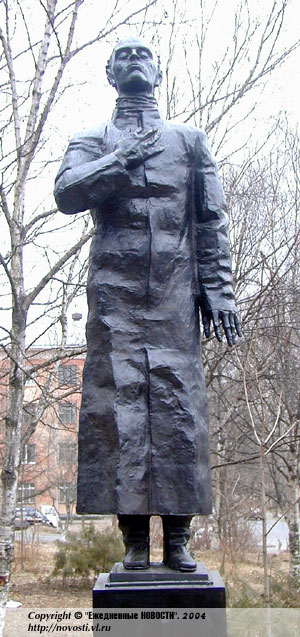 Copyright © "Ежедневные НОВОСТИ". 2004
http://novosti.vl.ru